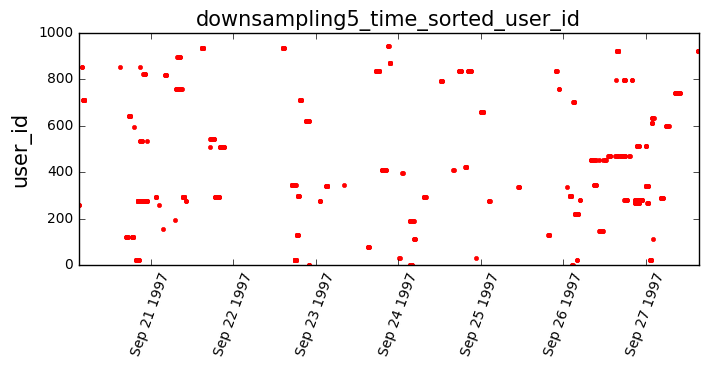 downsampling5_time_sorted_user_id
1000
800
600
400
200
0
user_id
Sep 21 1997
Sep 22 1997
Sep 23 1997
Sep 24 1997
Sep 25 1997
Sep 26 1997
Sep 27 1997